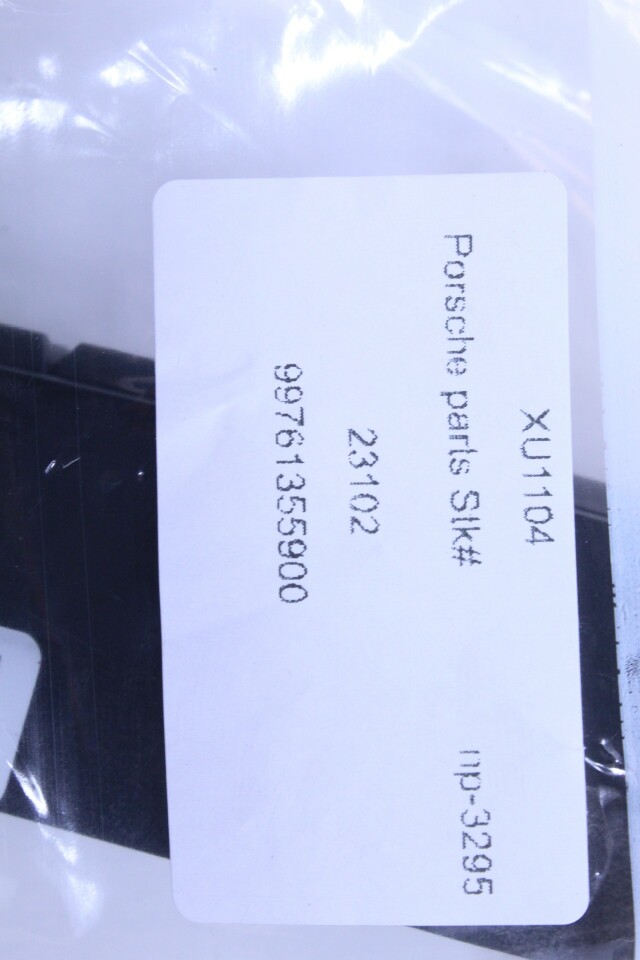 XU1104
Porsche parts Stk# np-3295
23102
99761355900